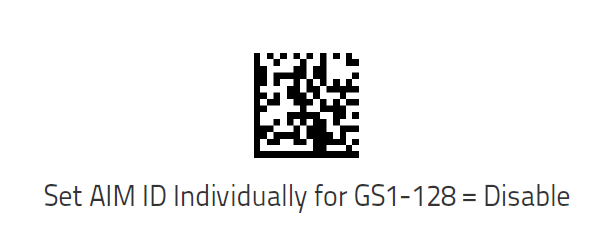 Set AIM ID Individually for GS1-128 = Disable